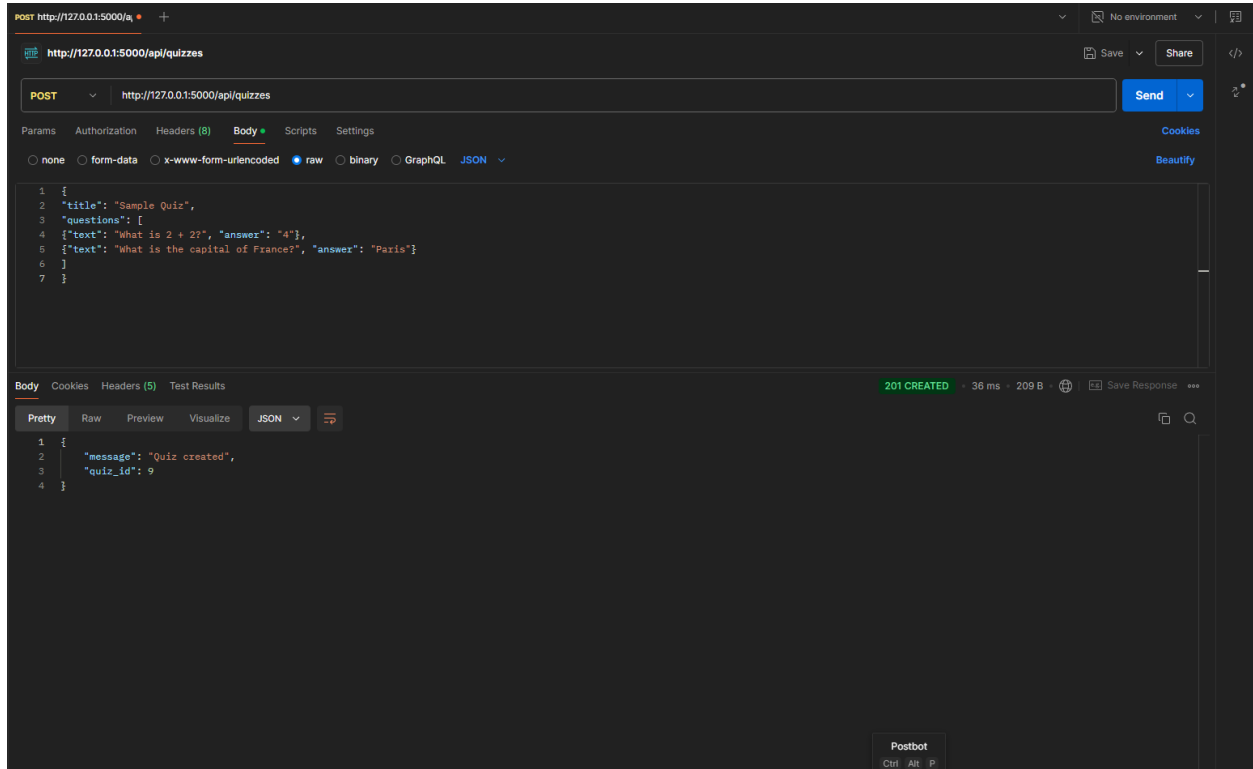 POST http://127.0.0.1:5000/a
No environment
HTTP http://127.0.0.1:5000/api/quizzes
Save
Share
</>
POST http://127.0.0.1:5000/api/quizzes
Send
Params Authorization Headers (8) Body Scripts Settings
Cookies
none form-data x-www-form-urlencoded raw binary GraphQL JSON
Beautify
1 {
2 "title": "Sample Quiz",
3 "questions": [
4 {"text": "What is 2 + 2?", "answer": "4"},
5 {"text": "What is the capital of France?", "answer": "Paris"}
6 ]
7 }
Body Cookies Headers (5) Test Results
201 CREATED 36 ms 209 B
e.g. Save Response
Pretty Raw Preview Visualize JSON
1 {
2 "message": "Quiz created",
3 "quiz_id": 9
4 }
Postbot
Ctrl Alt P